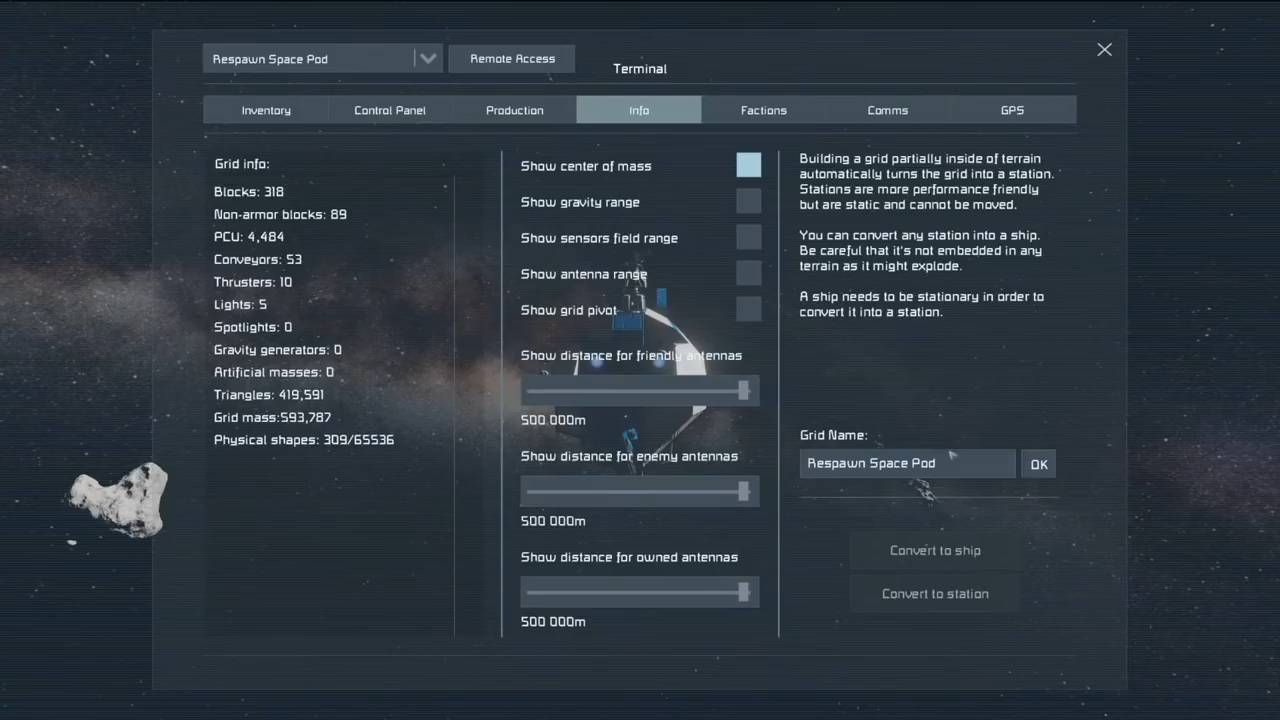 Respawn Space Pod
Remote Access
Terminal
Inventory
Control Panel
Production
Info
Factions
Comms
GPS
Grid info:
Blocks: 318
Non-armor blocks: 89
PCU: 4,484
Conveyors: 53
Thrusters: 10
Lights: 5
Spotlights: 0
Gravity generators: 0
Artificial masses: 0
Triangles: 419,591
Grid mass:593,787
Physical shapes: 309/65536
Show center of mass
Show gravity range
Show sensors field range
Show antenna range
Show grid pivot
Show distance for friendly antennas
500 000m
Show distance for enemy antennas
500 000m
Show distance for owned antennas
500 000m
Building a grid partially inside of terrain
automatically turns the grid into a station.
Stations are more performance friendly
but are static and cannot be moved.
You can convert any station into a ship.
Be careful that it's not embedded in any
terrain as it might explode.
A ship needs to be stationary in order to
convert it into a station.
Grid Name:
Respawn Space Pod
OK
Convert to ship
Convert to station